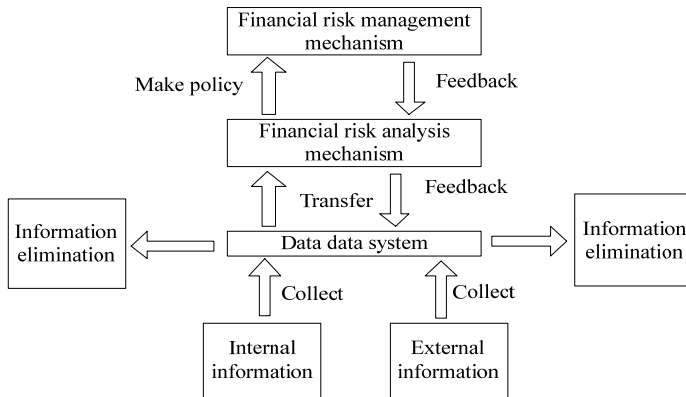 Financial risk management
mechanism
Make policy
Feedback
Financial risk analysis
mechanism
Transfer
Feedback
Information
elimination
Data data system
Information
elimination
Collect
Collect
Internal
information
External
information